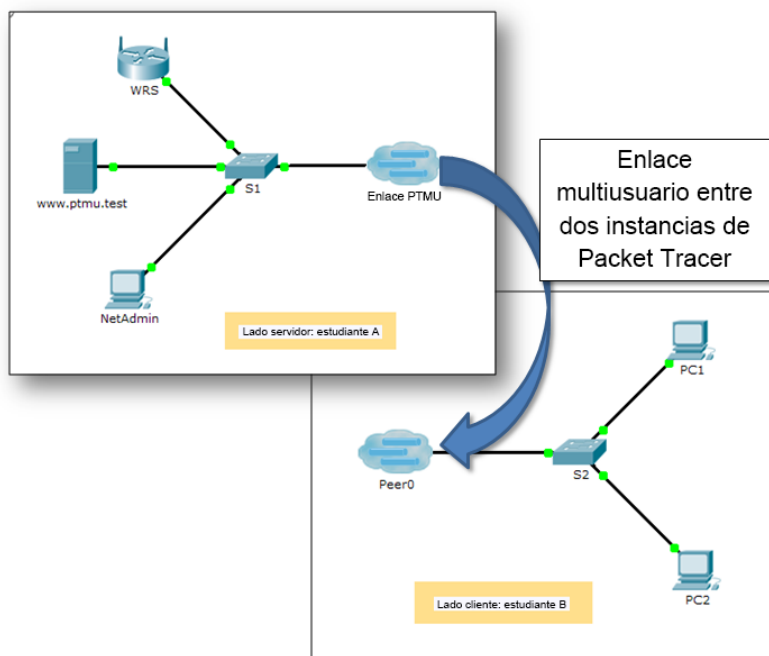 WRS
www.ptmu.test
S1
Enlace PTMU
NetAdmin
Lado servidor: estudiante A
Enlace
multiusuario entre
dos instancias de
Packet Tracer
PC1
Peer0
S2
PC2
Lado cliente: estudiante B